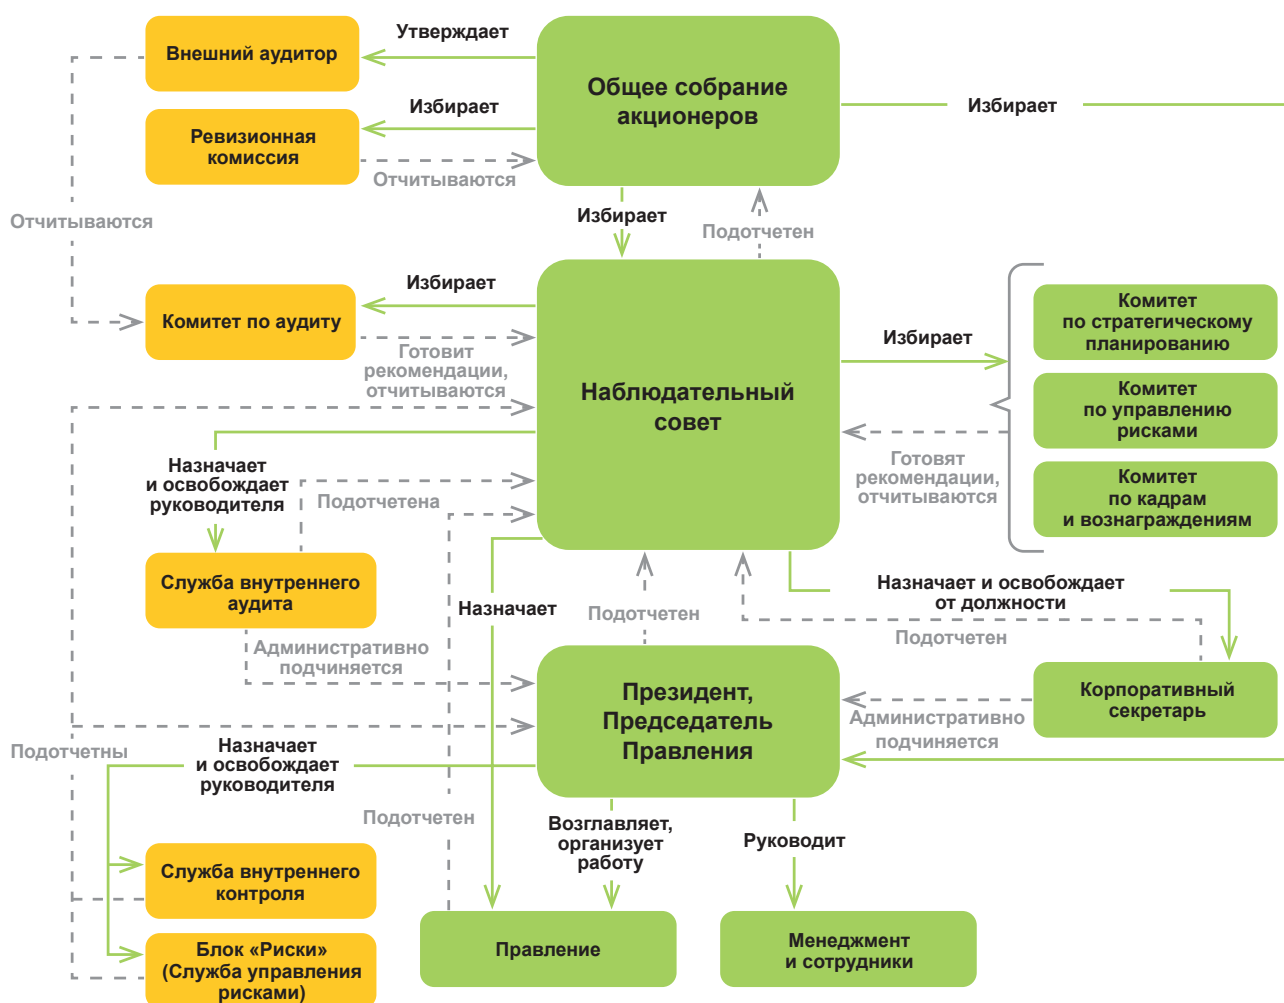 Утверждает
Внешний аудитор
Общее собрание
акционеров
Избирает
Избирает
Ревизионная
комиссия
Отчитываются
Отчитываются
Избирает
Подотчетен
Избирает
Комитет по аудиту
Готовит
рекомендации,
отчитываются
Наблюдательный
совет
Избирает
Комитет
по стратегическому
планированию
Комитет
по управлению
рисками
Готовят
рекомендации,
отчитываются
Комитет
по кадрам
и вознаграждениям
Назначает
и освобождает
руководителя
Подотчетена
Служба внутреннего
аудита
Назначает
Подотчетен
Назначает и освобождает
от должности
Подотчетен
Административно
подчиняется
Президент,
Председатель
Правления
Корпоративный
секретарь
Административно
подчиняется
Подотчетны
Назначает
и освобождает
руководителя
Подотчетен
Возглавляет,
организует
работу
Руководит
Служба внутреннего
контроля
Блок «Риски»
(Служба управления
рисками)
Правление
Менеджмент
и сотрудники